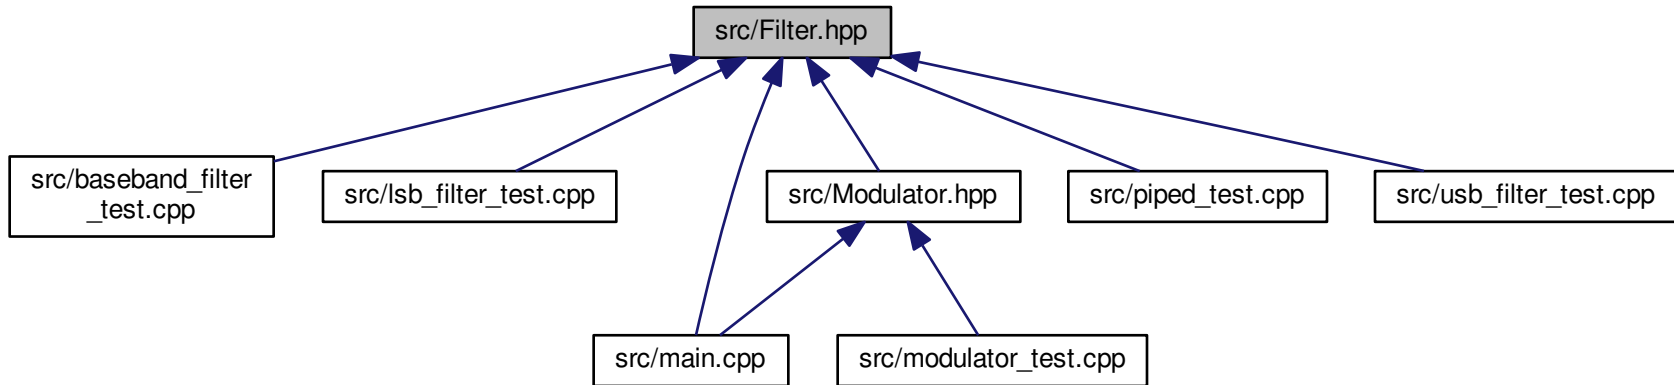 src/Filter.hpp
src/baseband_filter
_test.cpp
src/lsb_filter_test.cpp
src/Modulator.hpp
src/piped_test.cpp
src/usb_filter_test.cpp
src/main.cpp
src/modulator_test.cpp